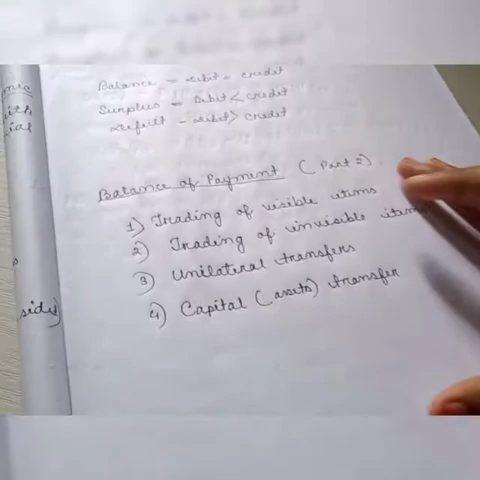 Balance - debit = credit
Surplus - debit < credit
deficit - debit > credit
Balance of Payment (Part 2)
1) Trading of visible items
2) Trading of invisible items
3) Unilateral transfers
4) Capital (assets) transfer